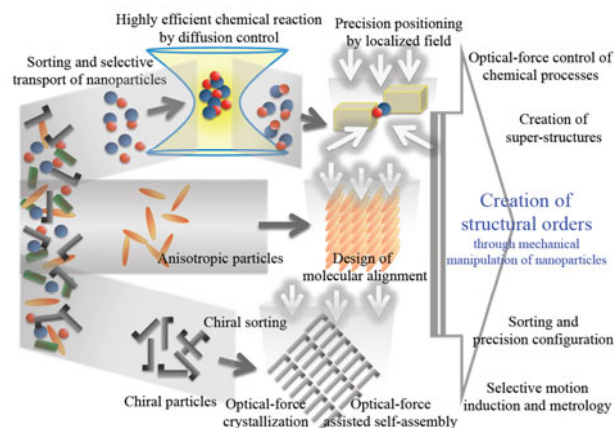 Highly efficient chemical reaction
by diffusion control
Precision positioning
by localized field
Sorting and selective
transport of nanoparticles
Optical-force control of
chemical processes
Creation of
super-structures
Creation of
structural orders
through mechanical
manipulation of nanoparticles
Anisotropic particles
Design of
molecular alignment
Chiral sorting
Sorting and
precision configuration
Chiral particles
Optical-force
crystallization
Optical-force
assisted self-assembly
Selective motion
induction and metrology